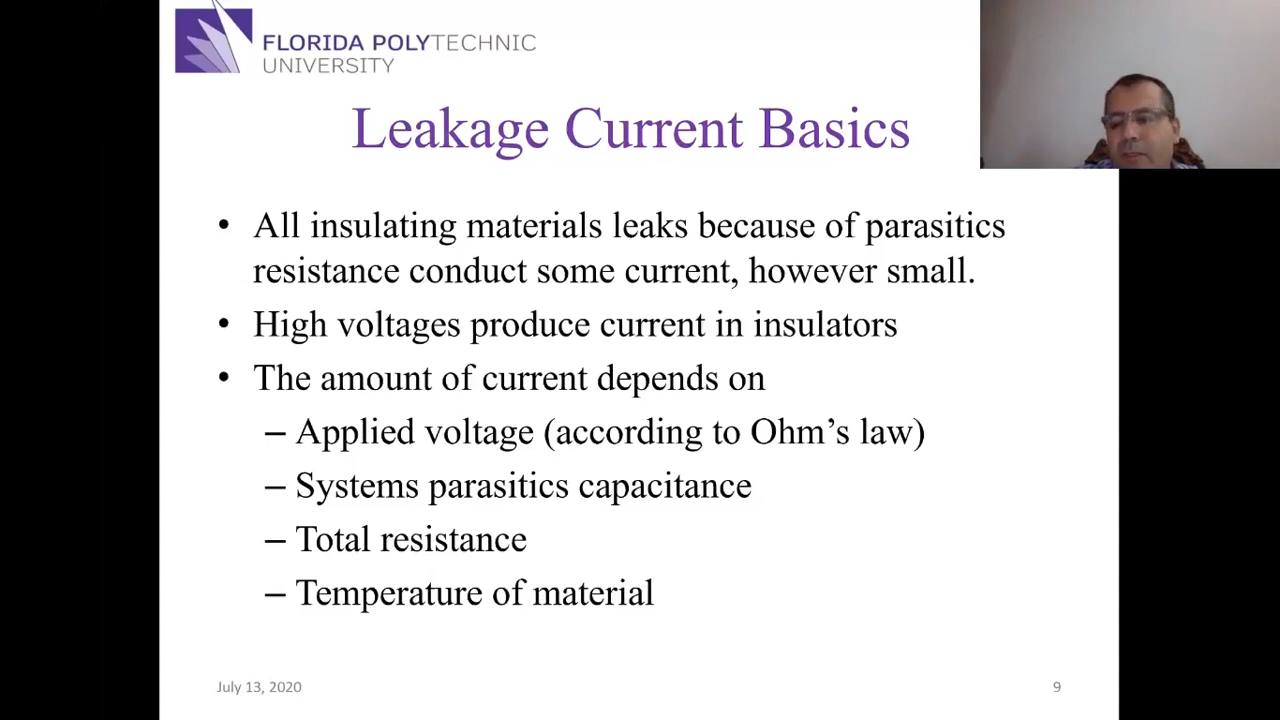 FLORIDA POLYTECHNIC
UNIVERSITY
Leakage Current Basics
• All insulating materials leaks because of parasitics
resistance conduct some current, however small.
• High voltages produce current in insulators
• The amount of current depends on
– Applied voltage (according to Ohm’s law)
– Systems parasitics capacitance
– Total resistance
– Temperature of material
July 13, 2020
9